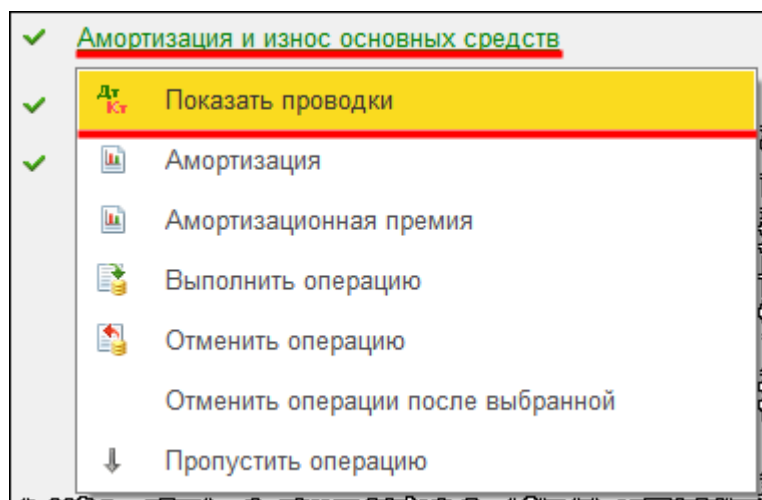 Амортизация и износ основных средств
Дт
Кт
Показать проводки
Амортизация
Амортизационная премия
Выполнить операцию
Отменить операцию
Отменить операции после выбранной
Пропустить операцию